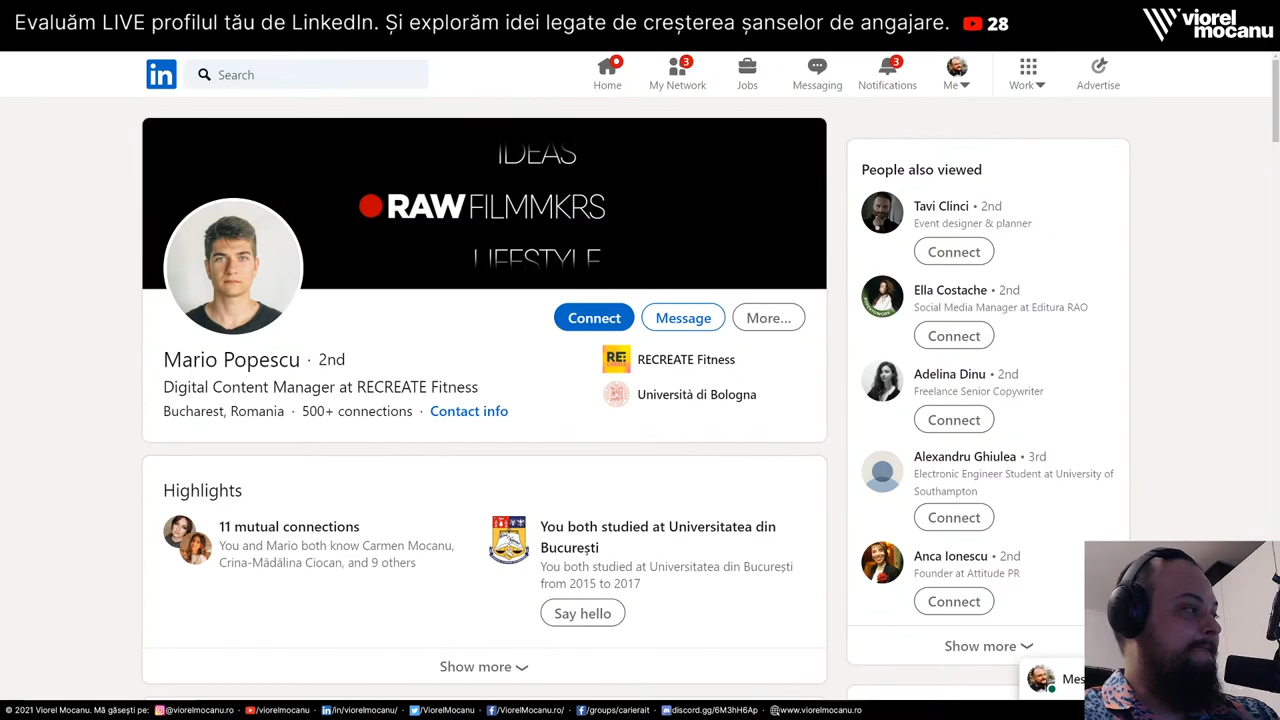 Evaluăm LIVE profilul tău de LinkedIn. Și explorăm idei legate de creșterea șanselor de angajare. 28
viorel
mocanu
in Search
Home
3
My Network
Jobs
Messaging
3
Notifications
Me
Work
Advertise
IDEAS
RAWFILMMKRS
LIFESTYLE
Connect Message More...
Mario Popescu · 2nd
Digital Content Manager at RECREATE Fitness
Bucharest, Romania · 500+ connections · Contact info
RE:
RECREATE Fitness
Università di Bologna
Highlights
11 mutual connections
You and Mario both know Carmen Mocanu,
Crina-Mădălina Ciocan, and 9 others
You both studied at Universitatea din
București
You both studied at Universitatea din București
from 2015 to 2017
Say hello
Show more
People also viewed
Tavi Clinci • 2nd
Event designer & planner
Connect
Ella Costache • 2nd
Social Media Manager at Editura RAO
Connect
Adelina Dinu • 2nd
Freelance Senior Copywriter
Connect
Alexandru Ghiulea • 3rd
Electronic Engineer Student at University of
Southampton
Connect
Anca Ionescu • 2nd
Founder at Attitude PR
Connect
Show more
Mes
© 2021 Viorel Mocanu. Mă găsești pe: @viorelmocanu.ro /viorelmocanu /in/viorelmocanu/ /ViorelMocanu /ViorelMocanu.ro/ /groups/carierait discord.gg/6M3hH6Ap www.viorelmocanu.ro